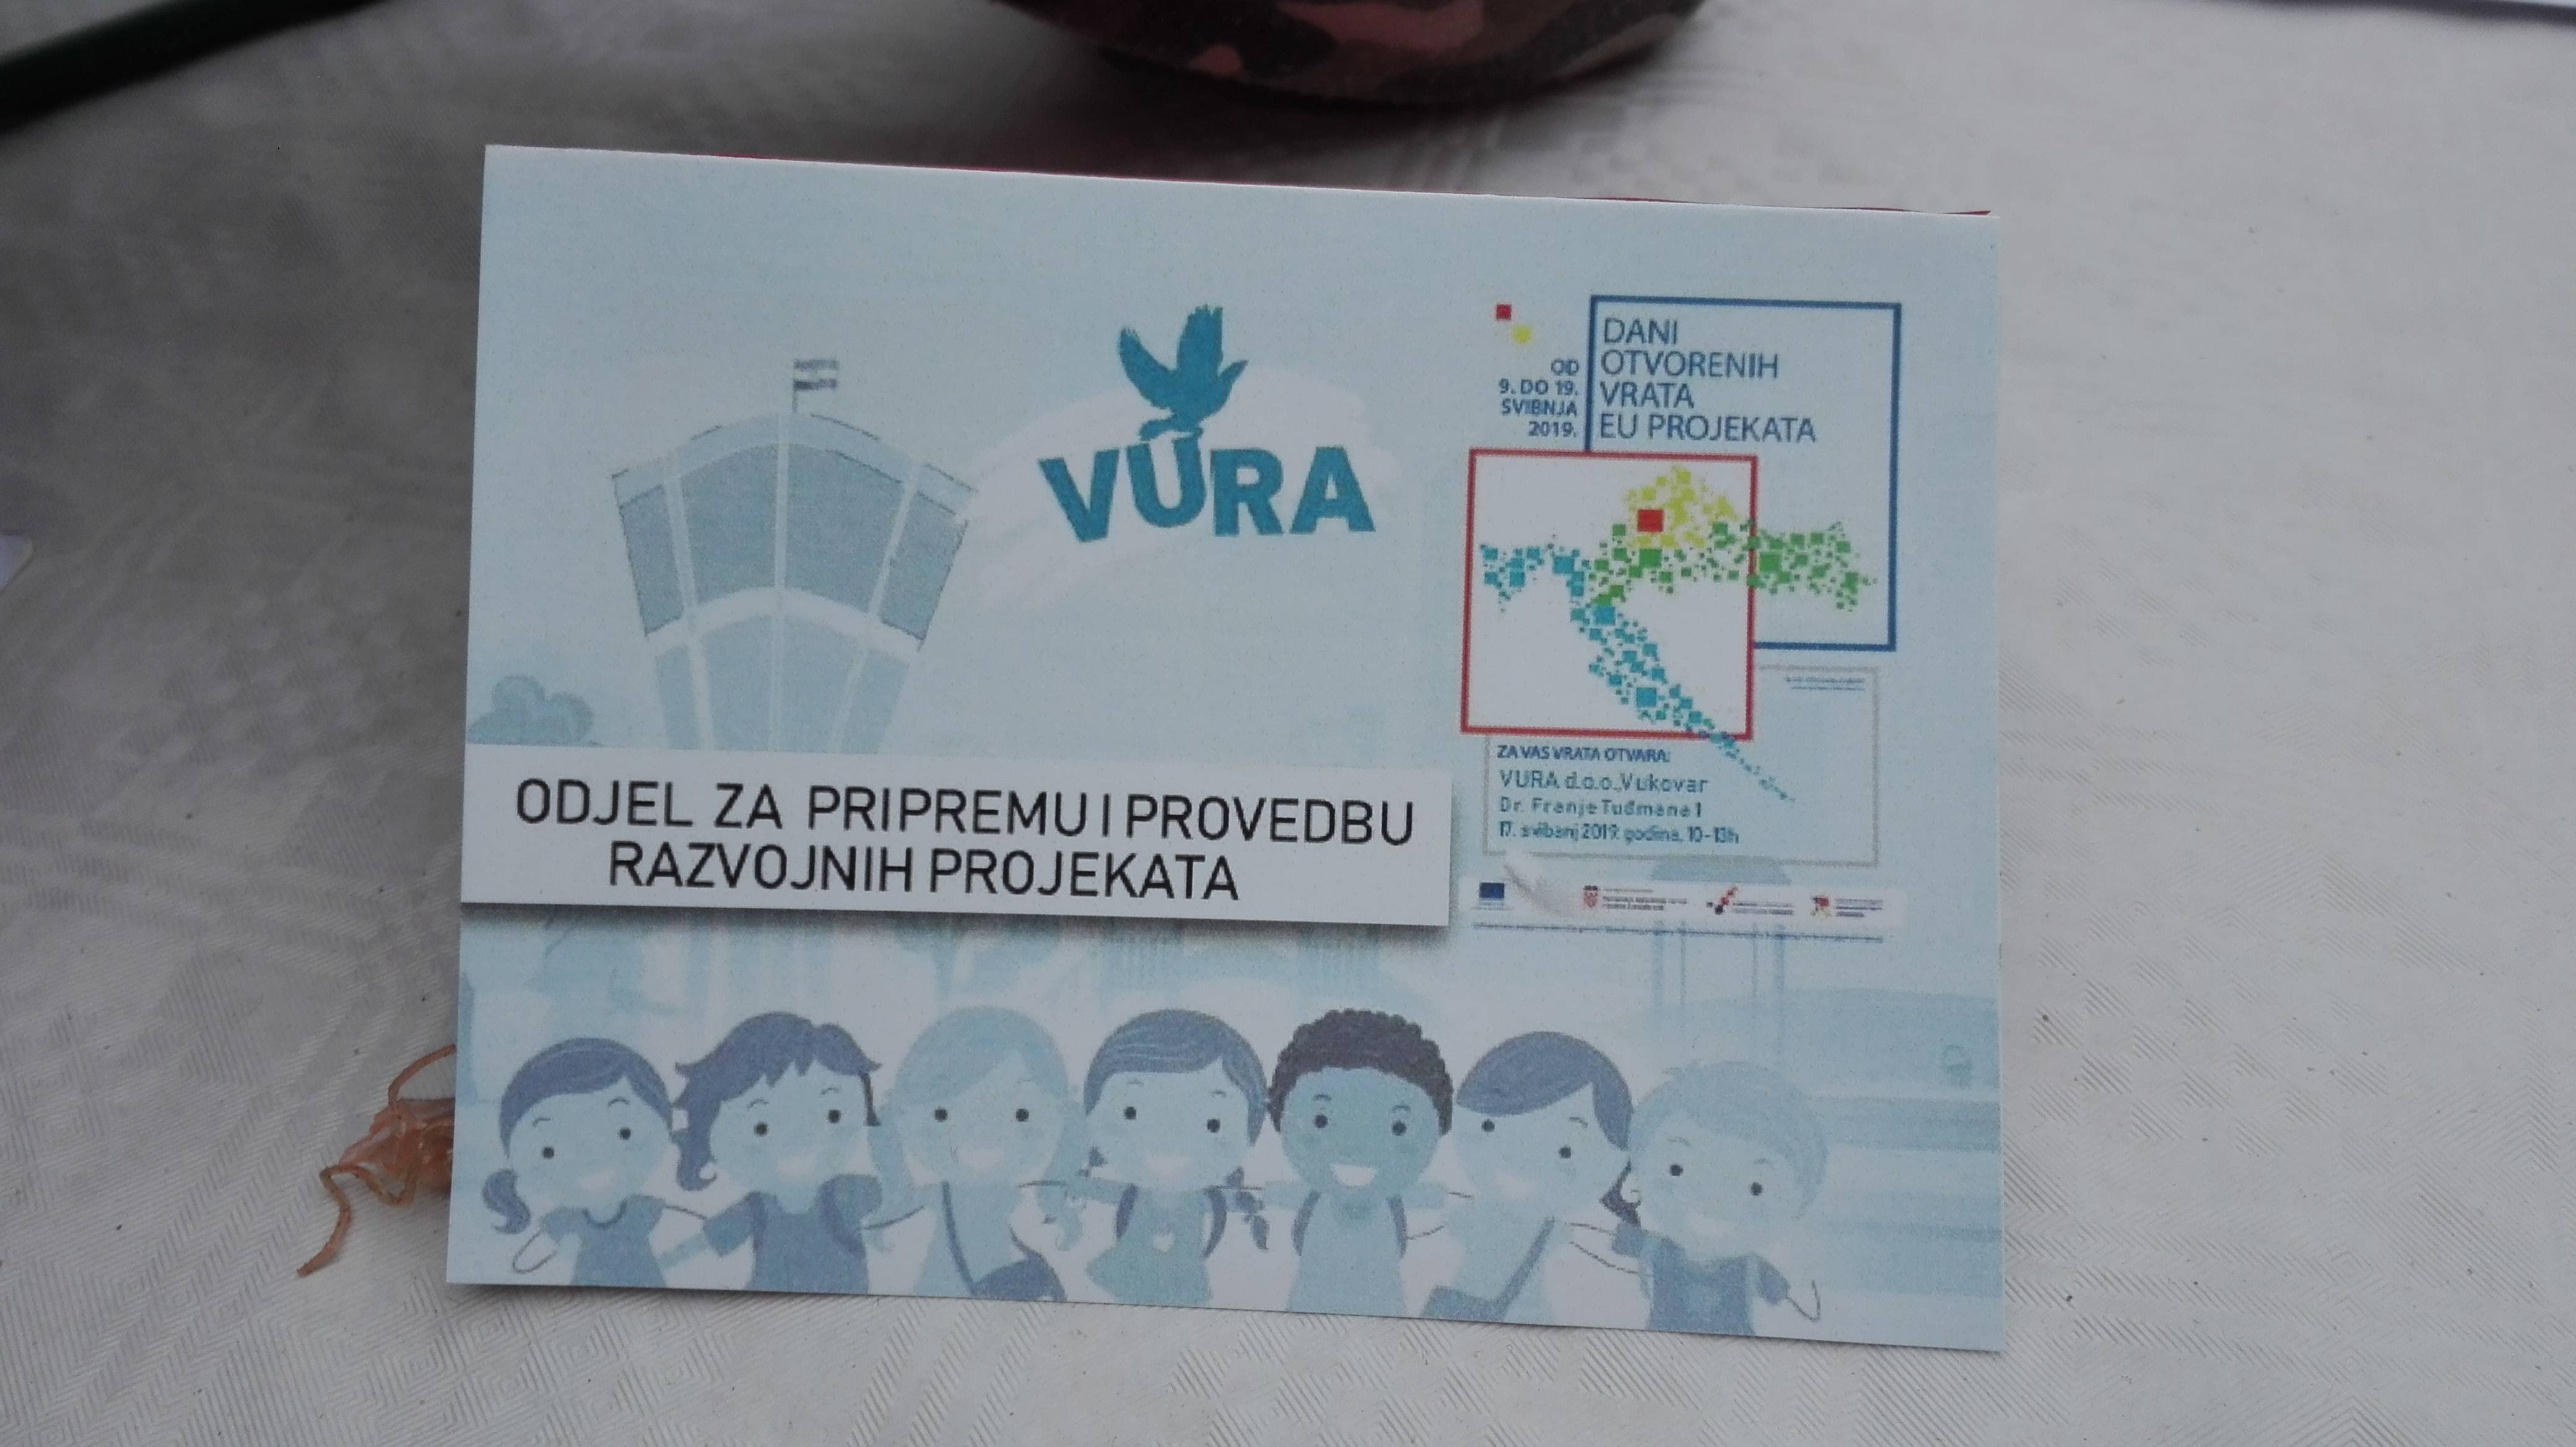 VURA
OD
9. DO 19.
SVIBNJA
2019.
DANI
OTVORENIH
VRATA
EU PROJEKATA
ZA VAS VRATA OTVARA:
VURA d.o.o.,Vukovar
Dr. Franje Tuđmana 1
17. svibanj 2019. godine, 10-13h
ODJEL ZA PRIPREMU I PROVEDBU
RAZVOJNIH PROJEKATA